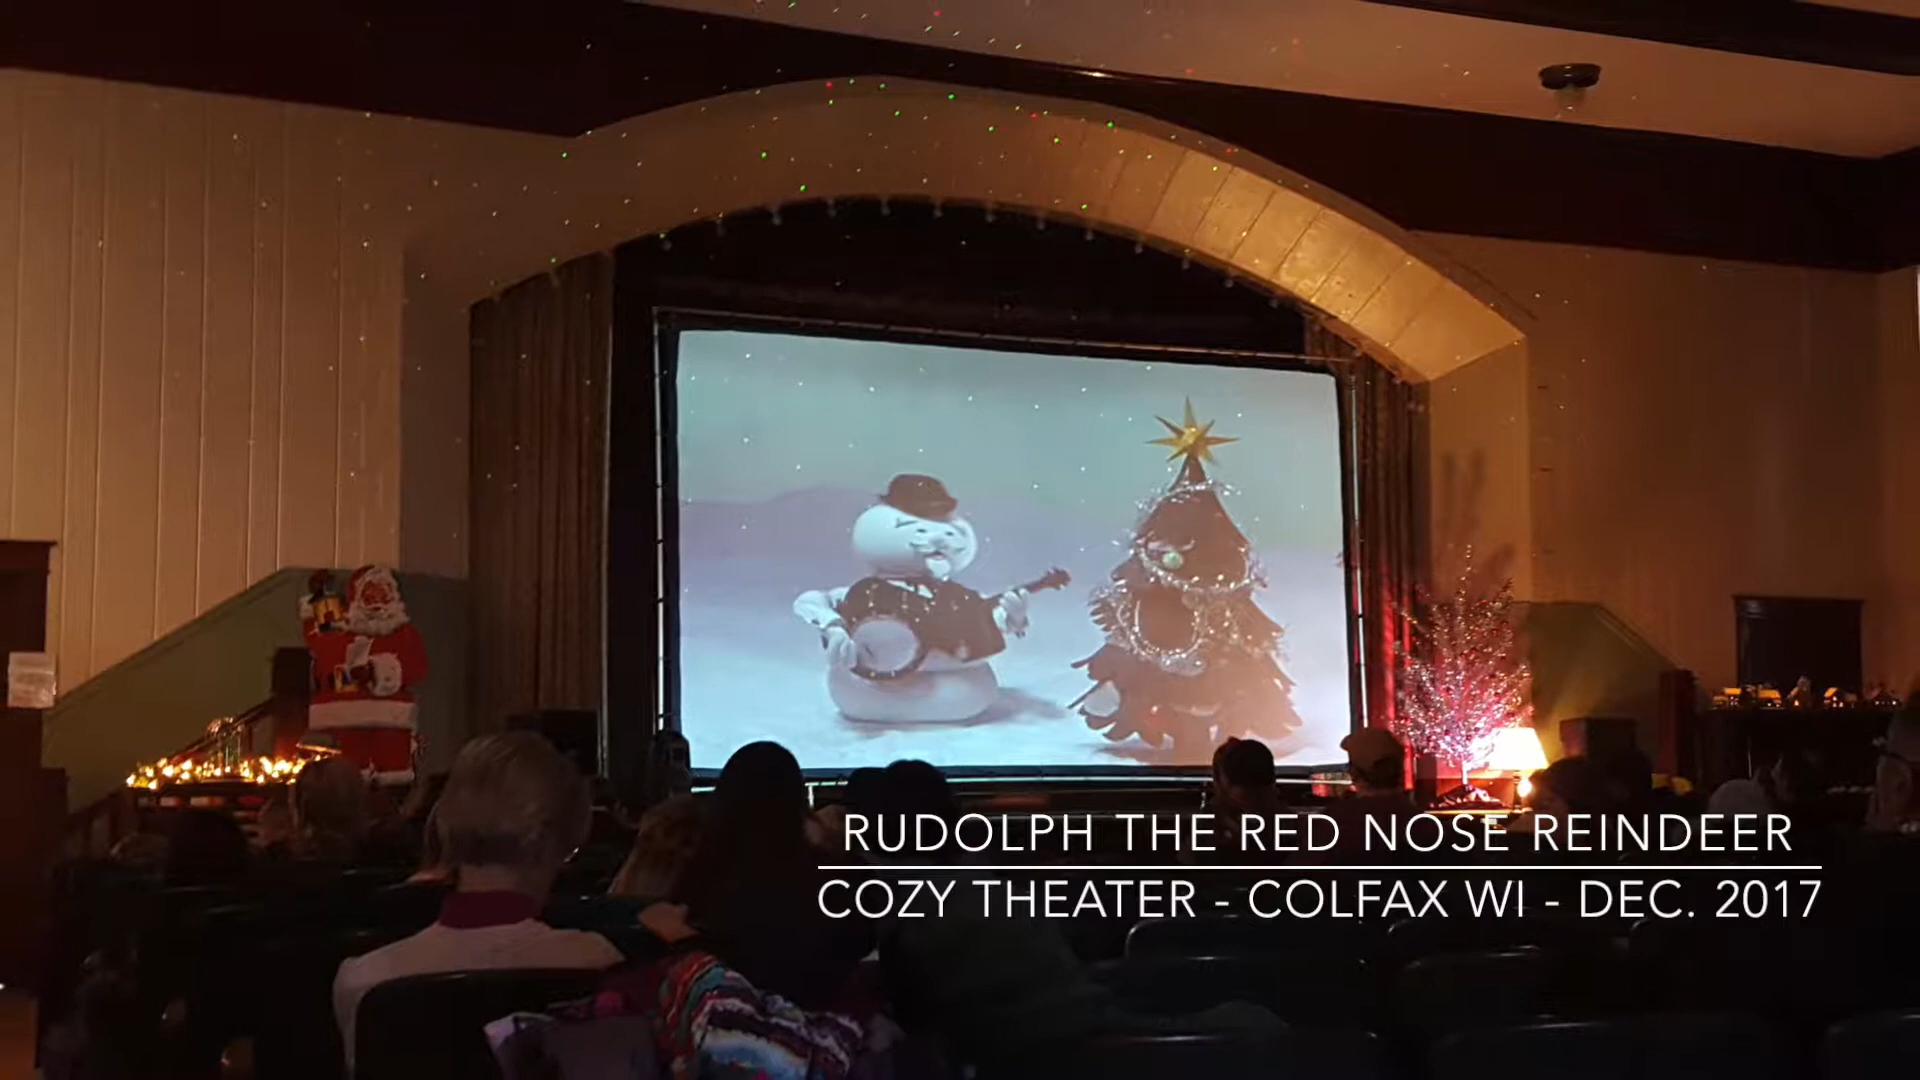 RUDOLPH THE RED NOSE REINDEER
COZY THEATER - COLFAX WI - DEC. 2017